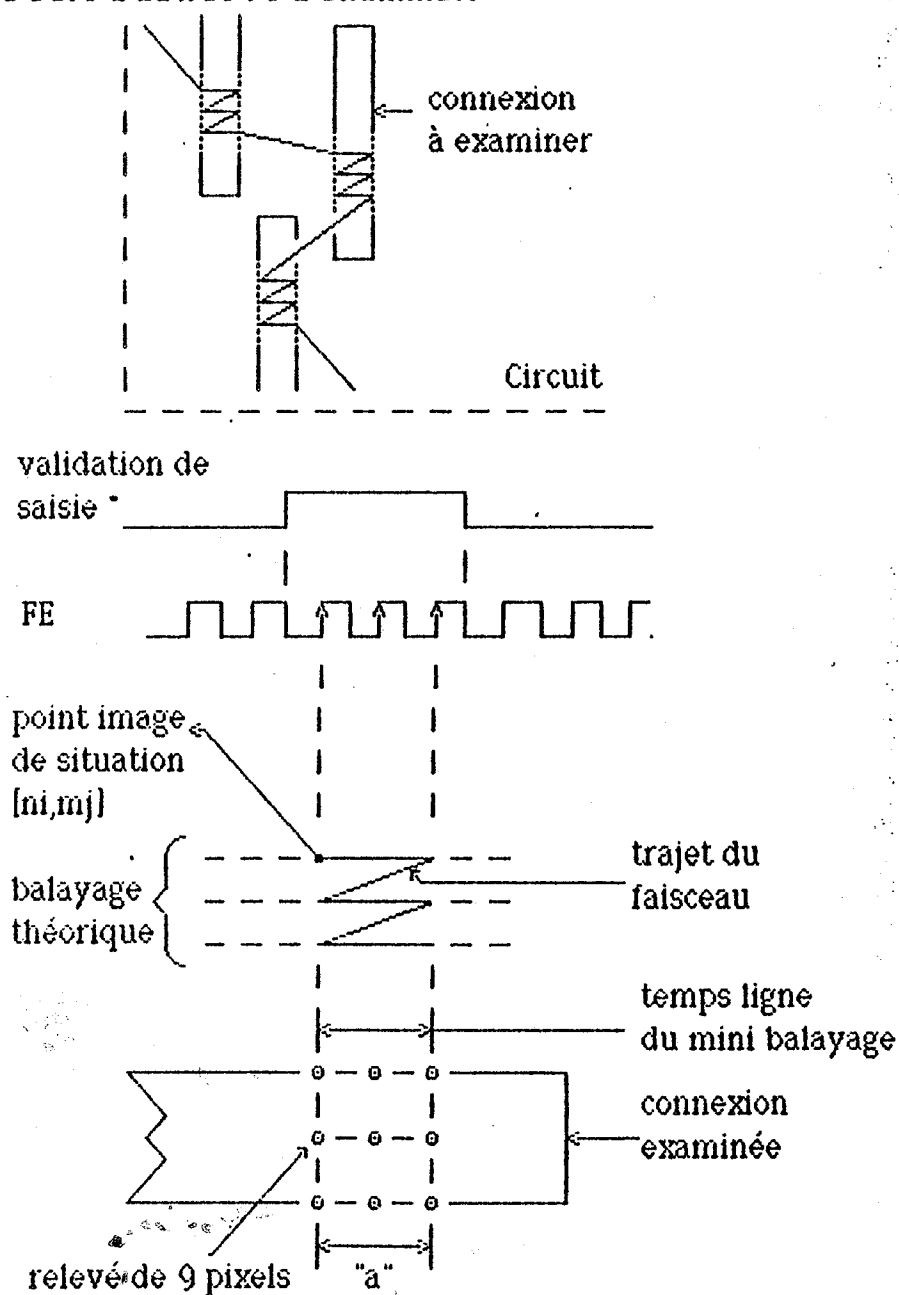 connexion
à examiner
Circuit
validation de
saisie
FE
point image
de situation
[ni,mj]
balayage
théorique
trajet du
faisceau
temps ligne
du mini balayage
connexion
examinée
relevé de 9 pixels
"a"